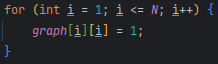 for (int i = 1; i <= N; i++) {
    graph[i][i] = 1;
}